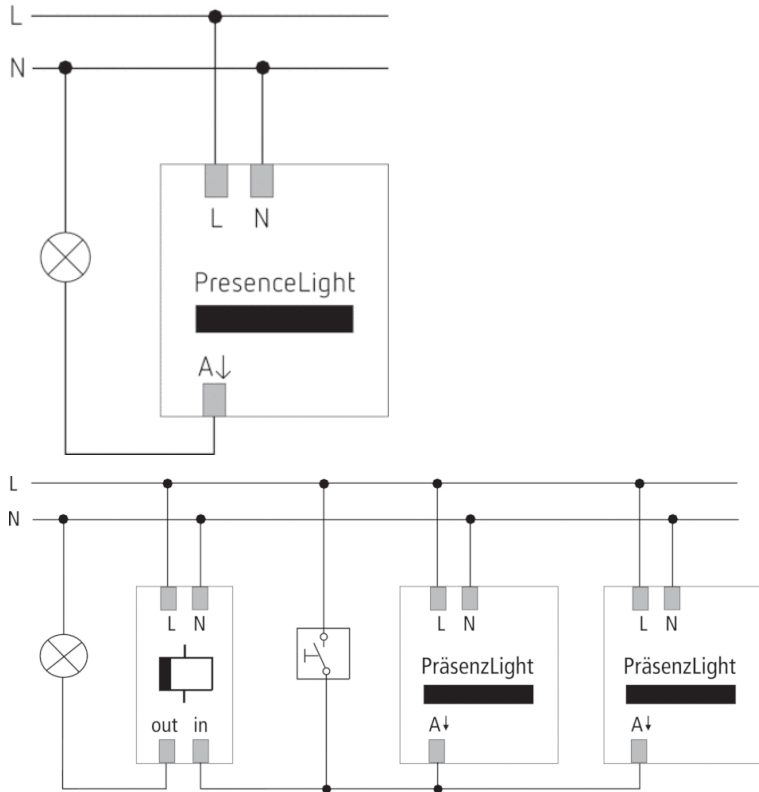 L
N
L N
PresenceLight
A↓
L
N
L N L N L N
PräsenzLight PräsenzLight
out in A↓ A↓